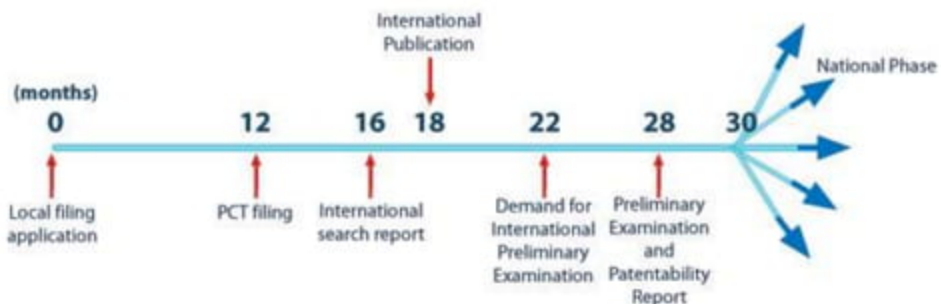 International
Publication
National Phase
(months)
0 12 16 18 22 28 30
Local filing
application
PCT filing
International
search report
Demand for
International
Preliminary
Examination
Preliminary
Examination
and
Patentability
Report